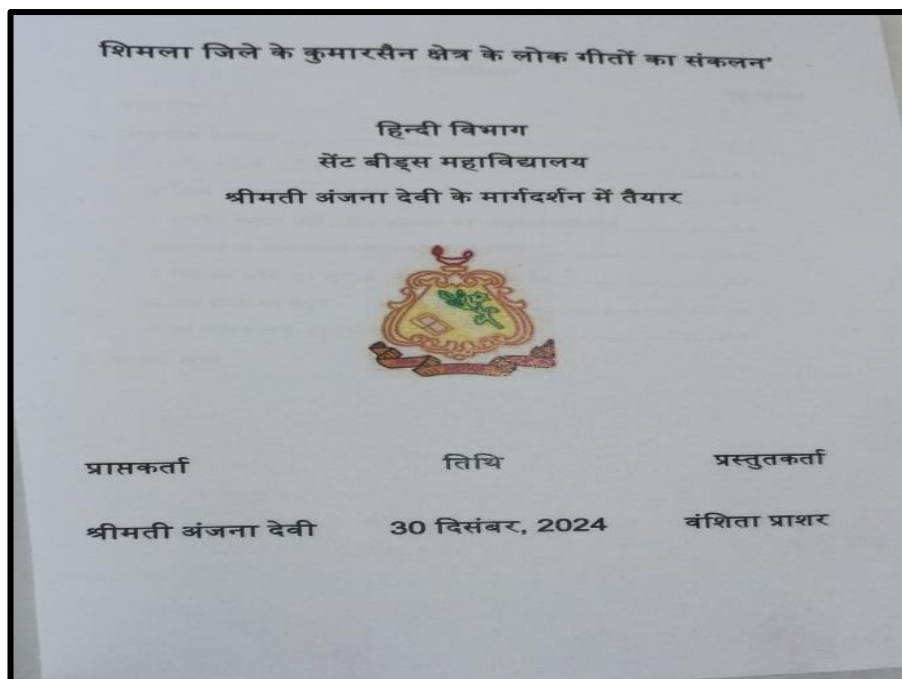 शिमला जिले के कुमारसैन क्षेत्र के लोक गीतों का संकलन'
हिन्दी विभाग
सेंट बीड्स महाविद्यालय
श्रीमती अंजना देवी के मार्गदर्शन में तैयार
प्राप्तकर्ता तिथि प्रस्तुतकर्ता
श्रीमती अंजना देवी 30 दिसंबर, 2024 वंशिता प्राशर